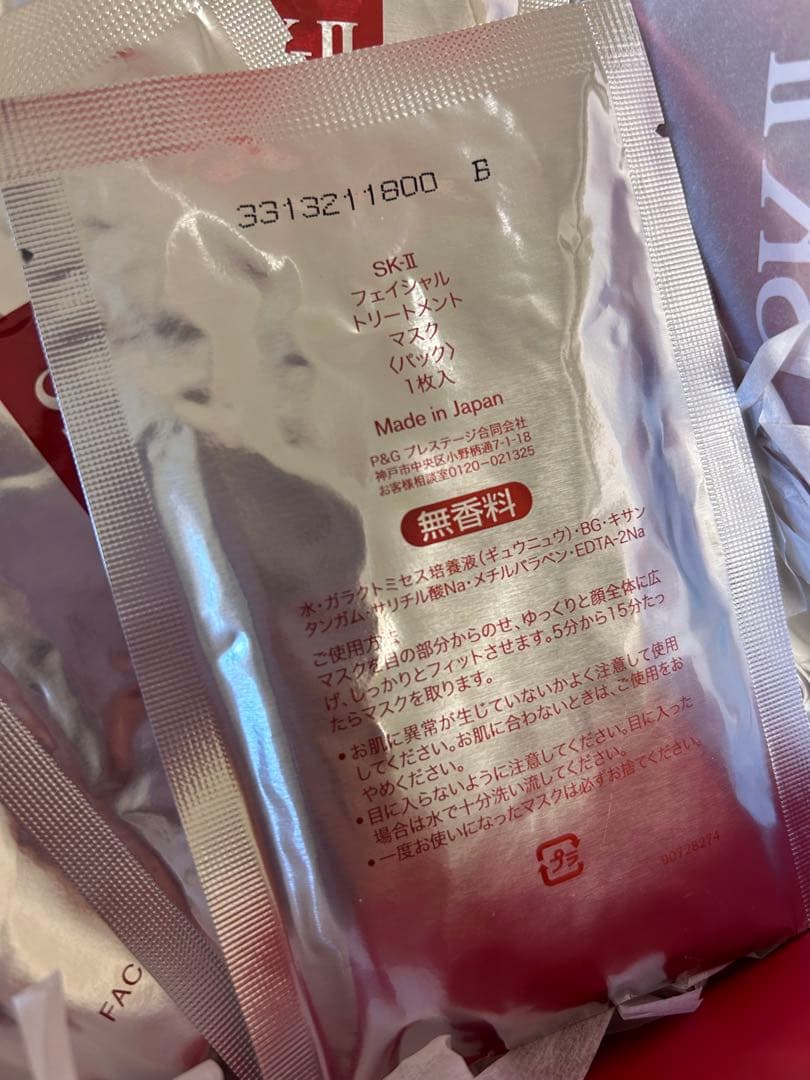 K-II
3313211800 B
SK-II
フェイシャル
トリートメント
マスク
〈パック〉
1枚入
Made in Japan
P&G プレステージ合同会社
神戸市中央区小野柄通7-1-18
お客様相談室0120-021325
無香料
水・ガラクトミセス培養液(ギュウニュウ)・BG・キサン
タンガム・サリチル酸Na・メチルパラベン・EDTA-2Na
ご使用方法
マスクを目の部分からのせ、ゆっくりと顔全体に広
げ、しっかりとフィットさせます。5分から15分たっ
たらマスクを取ります。
• お肌に異常が生じていないかよく注意して使用
してください。お肌に合わないときは、ご使用をお
やめください。
• 目に入らないように注意してください。目に入った
場合は水で十分洗い流してください。
• 一度お使いになったマスクは必ずお捨てください。
プラ
90728274
FAC